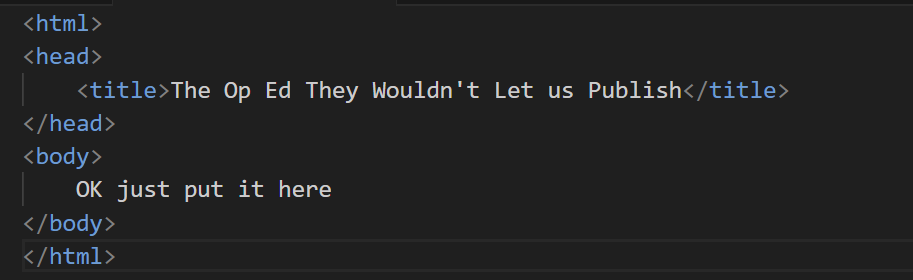 <html>
<head>
<title>The Op Ed They Wouldn't Let us Publish</title>
</head>
<body>
OK just put it here
</body>
</html>